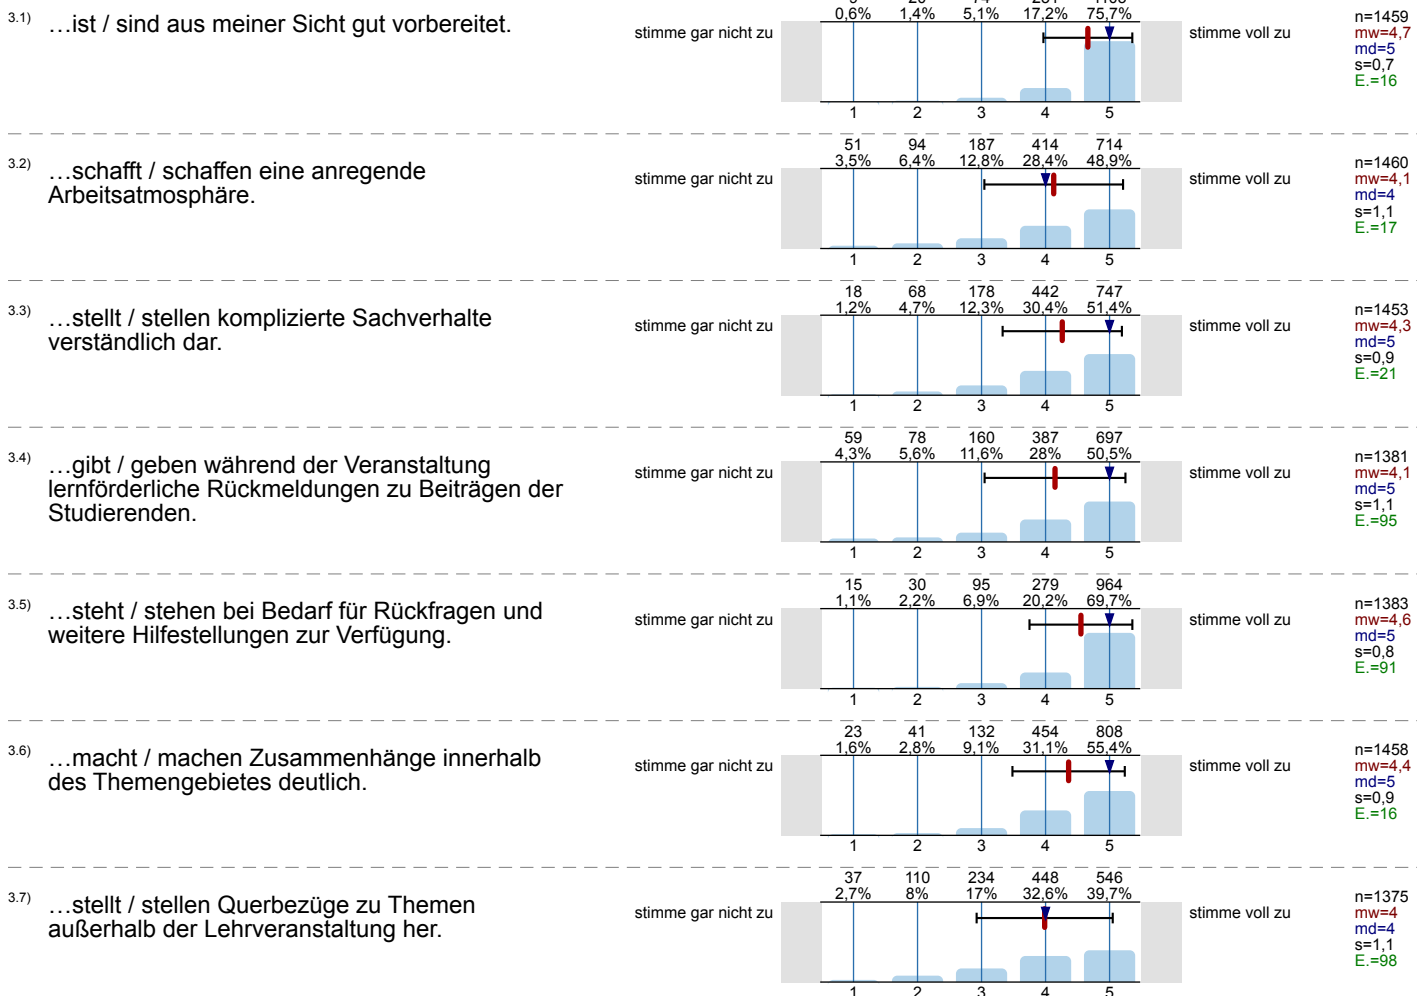 0,6% 1,4% 5,1% 17,2% 75,7%
3.1) …ist / sind aus meiner Sicht gut vorbereitet.
stimme gar nicht zu
stimme voll zu
n=1459
mw=4,7
md=5
s=0,7
E.=16
1 2 3 4 5
51 94 187 414 714
3,5% 6,4% 12,8% 28,4% 48,9%
3.2) …schafft / schaffen eine anregende
Arbeitsatmosphäre.
stimme gar nicht zu
stimme voll zu
n=1460
mw=4,1
md=4
s=1,1
E.=17
1 2 3 4 5
18 68 178 442 747
1,2% 4,7% 12,3% 30,4% 51,4%
3.3) …stellt / stellen komplizierte Sachverhalte
verständlich dar.
stimme gar nicht zu
stimme voll zu
n=1453
mw=4,3
md=5
s=0,9
E.=21
1 2 3 4 5
59 78 160 387 697
4,3% 5,6% 11,6% 28% 50,5%
3.4) …gibt / geben während der Veranstaltung
lernförderliche Rückmeldungen zu Beiträgen der
Studierenden.
stimme gar nicht zu
stimme voll zu
n=1381
mw=4,1
md=5
s=1,1
E.=95
1 2 3 4 5
15 30 95 279 964
1,1% 2,2% 6,9% 20,2% 69,7%
3.5) …steht / stehen bei Bedarf für Rückfragen und
weitere Hilfestellungen zur Verfügung.
stimme gar nicht zu
stimme voll zu
n=1383
mw=4,6
md=5
s=0,8
E.=91
1 2 3 4 5
23 41 132 454 808
1,6% 2,8% 9,1% 31,1% 55,4%
3.6) …macht / machen Zusammenhänge innerhalb
des Themengebietes deutlich.
stimme gar nicht zu
stimme voll zu
n=1458
mw=4,4
md=5
s=0,9
E.=16
1 2 3 4 5
37 110 234 448 546
2,7% 8% 17% 32,6% 39,7%
3.7) …stellt / stellen Querbezüge zu Themen
außerhalb der Lehrveranstaltung her.
stimme gar nicht zu
stimme voll zu
n=1375
mw=4
md=4
s=1,1
E.=98
1 2 3 4 5